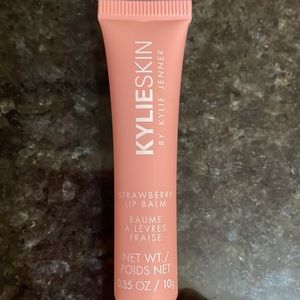 KYLIESKIN
BY KYLIE JENNER
STRAWBERRY
LIP BALM
BAUME
À LÈVRES
FRAISE
NET WT./
POIDS NET
0.35 OZ / 10g